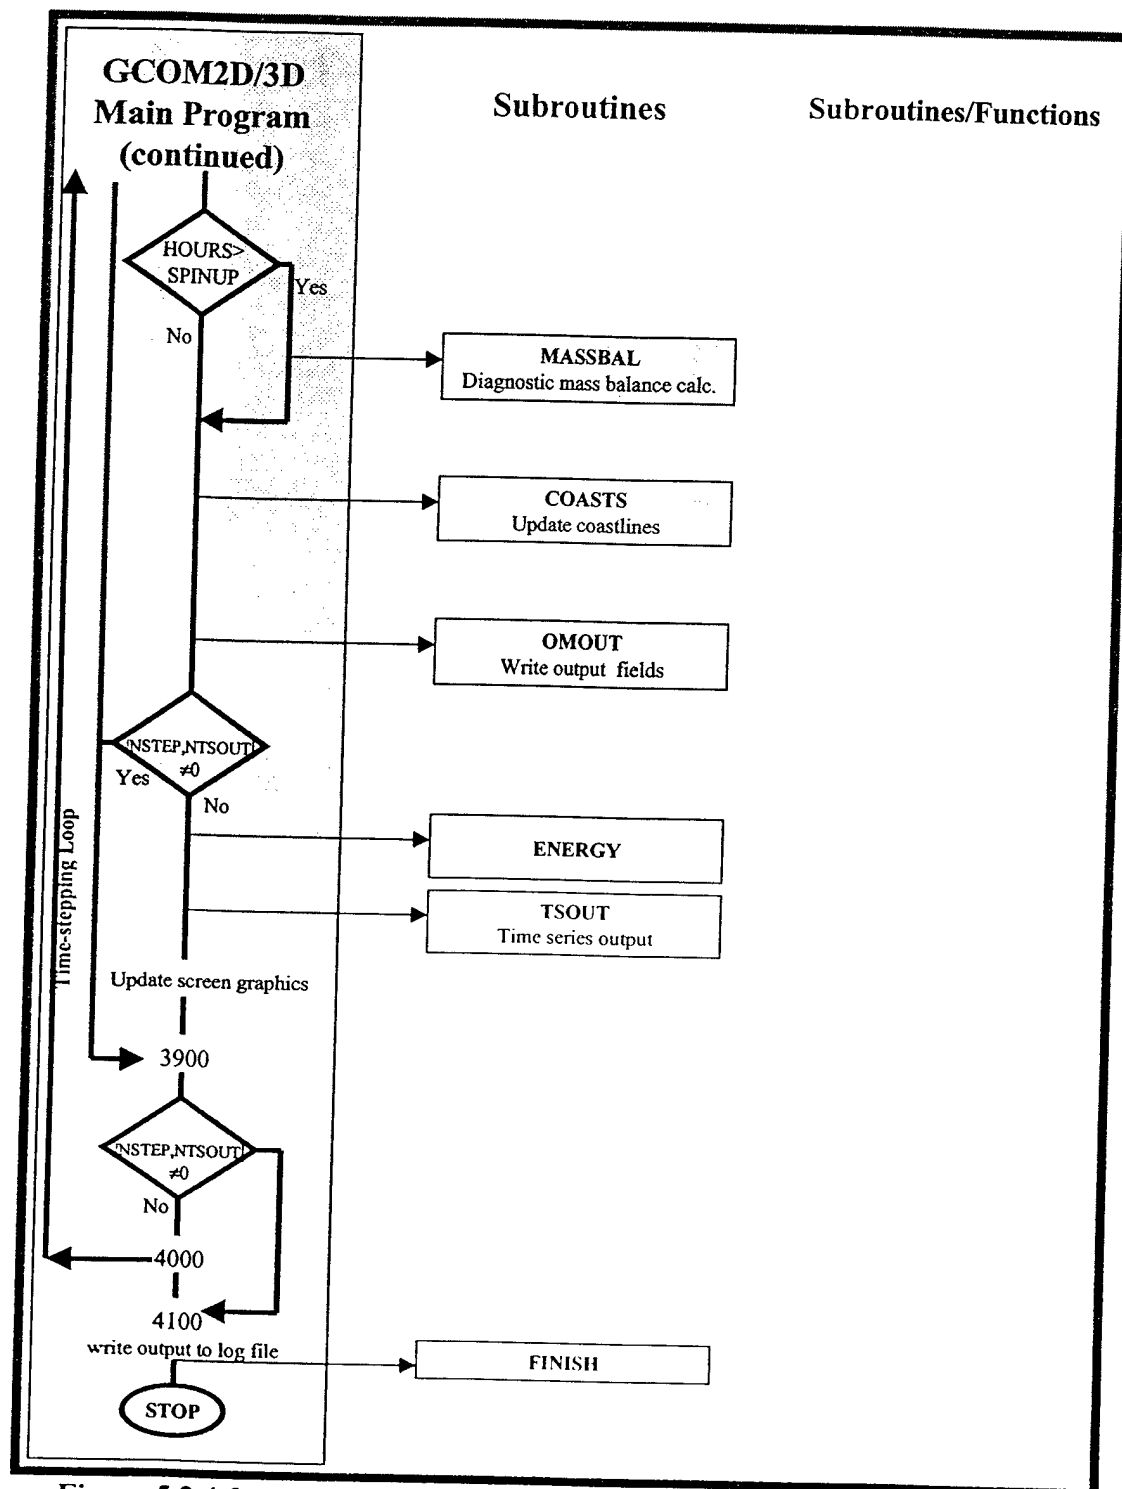 GCOM2D/3D
Main Program
(continued)
Subroutines
Subroutines/Functions
HOURS>
SPINUP
Yes
No
MASSBAL
Diagnostic mass balance calc.
COASTS
Update coastlines
OMOUT
Write output fields
NSTEP,NTSOUT
≠0
Yes
No
ENERGY
TSOUT
Time series output
Time-stepping Loop
Update screen graphics
3900
NSTEP,NTSOUT
≠0
No
4000
4100
write output to log file
FINISH
STOP